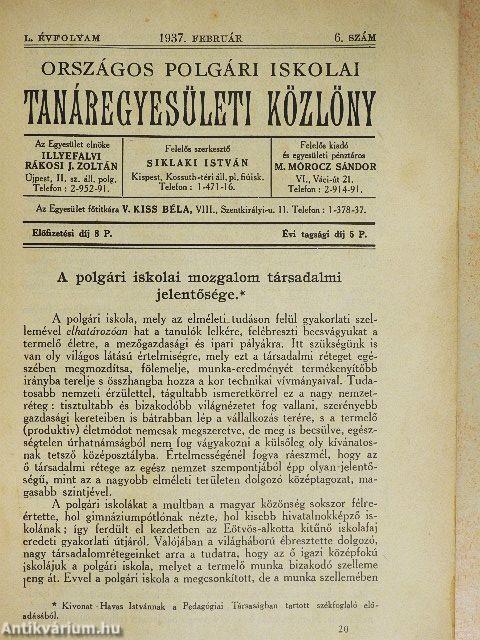 L. ÉVFOLYAM 1937. FEBRUÁR 6. SZÁM
ORSZÁGOS POLGÁRI ISKOLAI
TANÁREGYESÜLETI KÖZLÖNY
Az Egyesület elnöke
ILLYEFALVI
RÁKOSI J. ZOLTÁN
Ujpest, II. sz. áll. polg.
Telefon : 2-952-91.
Felelős szerkesztő
SIKLAKI ISTVÁN
Kispest, Kossuth-téri áll. pl. fiúisk.
Telefon : 1-471-16.
Felelős kiadó
és egyesületi pénztáros
M. MÓROCZ SÁNDOR
VI., Váci-út 21.
Telefon : 2-914-91.
Az Egyesület főtitkára V. KISS BÉLA, VIII., Szentkirályi-u. 11. Telefon : 1-378-37.
Előfizetési díj 8 P. Évi tagsági díj 5 P.
A polgári iskolai mozgalom társadalmi
jelentősége.*
A polgári iskola, mely az elméleti tudáson felül gyakorlati szel-
lemével elhatározóan hat a tanulók lelkére, felébreszti becsvágyukat a
termelő életre, a mezőgazdasági és ipari pályákra. Itt szükségünk is
van oly világos látású értelmiségre, mely ezt a társadalmi réteget egé-
szében megmozdítsa, fölemelje, munka-eredményét termékenyítőbb
irányba terelje s összhangba hozza a kor technikai vívmányaival. Tuda-
tosabb nemzeti érzülettel, tágultabb ismeretkörrel ez a nagy nemzet-
réteg : tisztultabb és bizakodóbb világnézetet fog vallani, szerényebb
gazdasági kereteiben is bátrabban lép a vállalkozás terére, s a termelő
(produktiv) életmódot nemcsak megszeretve, de meg is becsülve, egész-
ségtelen úrhatnámságból nem fog vágyakozni a külsőleg oly kívánatos-
nak tetsző középosztályba. Értelmességénél fogva ráeszmél, hogy az
ő társadalmi rétege az egész nemzet szempontjából épp olyan jelentő-
ségű, mint az a nagyobb elméleti területen dolgozó középtagozat, ma-
gasabb szintjével.
A polgári iskolákat a multban a magyar közönség sokszor félre-
értette, hol gimnáziumpótlónak nézte, hol kisebb hivatalnokképző is-
kolának ; így ferdült el kezdetben az Eötvös-alkotta kitűnő iskolafaj
eredeti gyakorlati útjáról. Valójában a világháború ébresztette dolgozó,
nagy társadalomrétegeinket arra a tudatra, hogy az ő igazi középfokú
iskolájuk a polgári iskola, melyet a termelő munka bizakodó szelleme
leng át. Evvel a polgári iskola a megcsonkított, de a munka szellemében
* Kivonat Havas Istvánnak a Pedagógiai Társaságban tartott székfoglaló elő-
adásából.
20
Antikvarium.hu